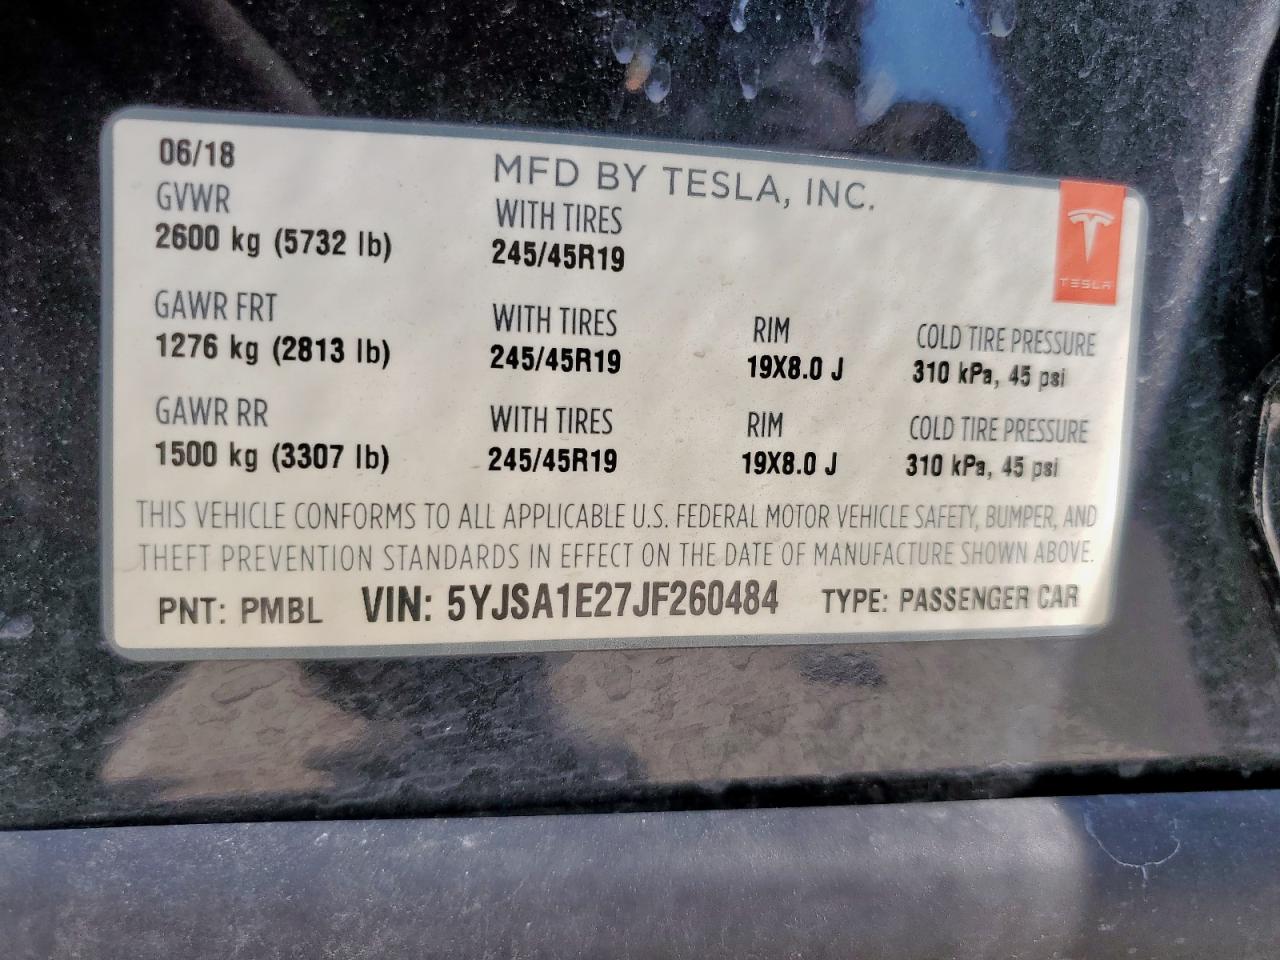 06/18
MFD BY TESLA, INC.
GVWR WITH TIRES
2600 kg (5732 lb) 245/45R19
TESLA
GAWR FRT WITH TIRES RIM COLD TIRE PRESSURE
1276 kg (2813 lb) 245/45R19 19X8.0 J 310 kPa, 45 psi
GAWR RR WITH TIRES RIM COLD TIRE PRESSURE
1500 kg (3307 lb) 245/45R19 19X8.0 J 310 kPa, 45 psi
THIS VEHICLE CONFORMS TO ALL APPLICABLE U.S. FEDERAL MOTOR VEHICLE SAFETY, BUMPER, AND
THEFT PREVENTION STANDARDS IN EFFECT ON THE DATE OF MANUFACTURE SHOWN ABOVE.
PNT: PMBL VIN: 5YJSA1E27JF260484 TYPE: PASSENGER CAR